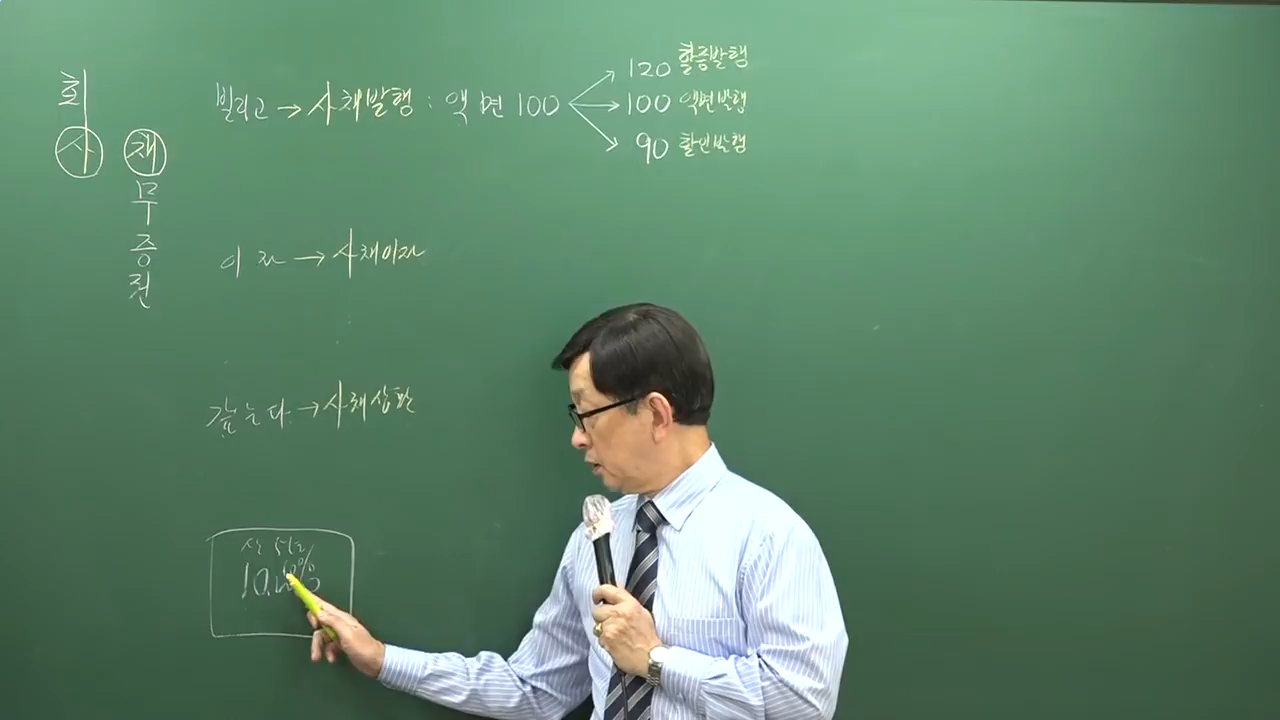 회
사 채
무
증
권
빌리고 → 사채발행 : 액면 100
120 할증발행
100 액면발행
90 할인발행
이자 → 사채이자
갚는다 → 사채상환